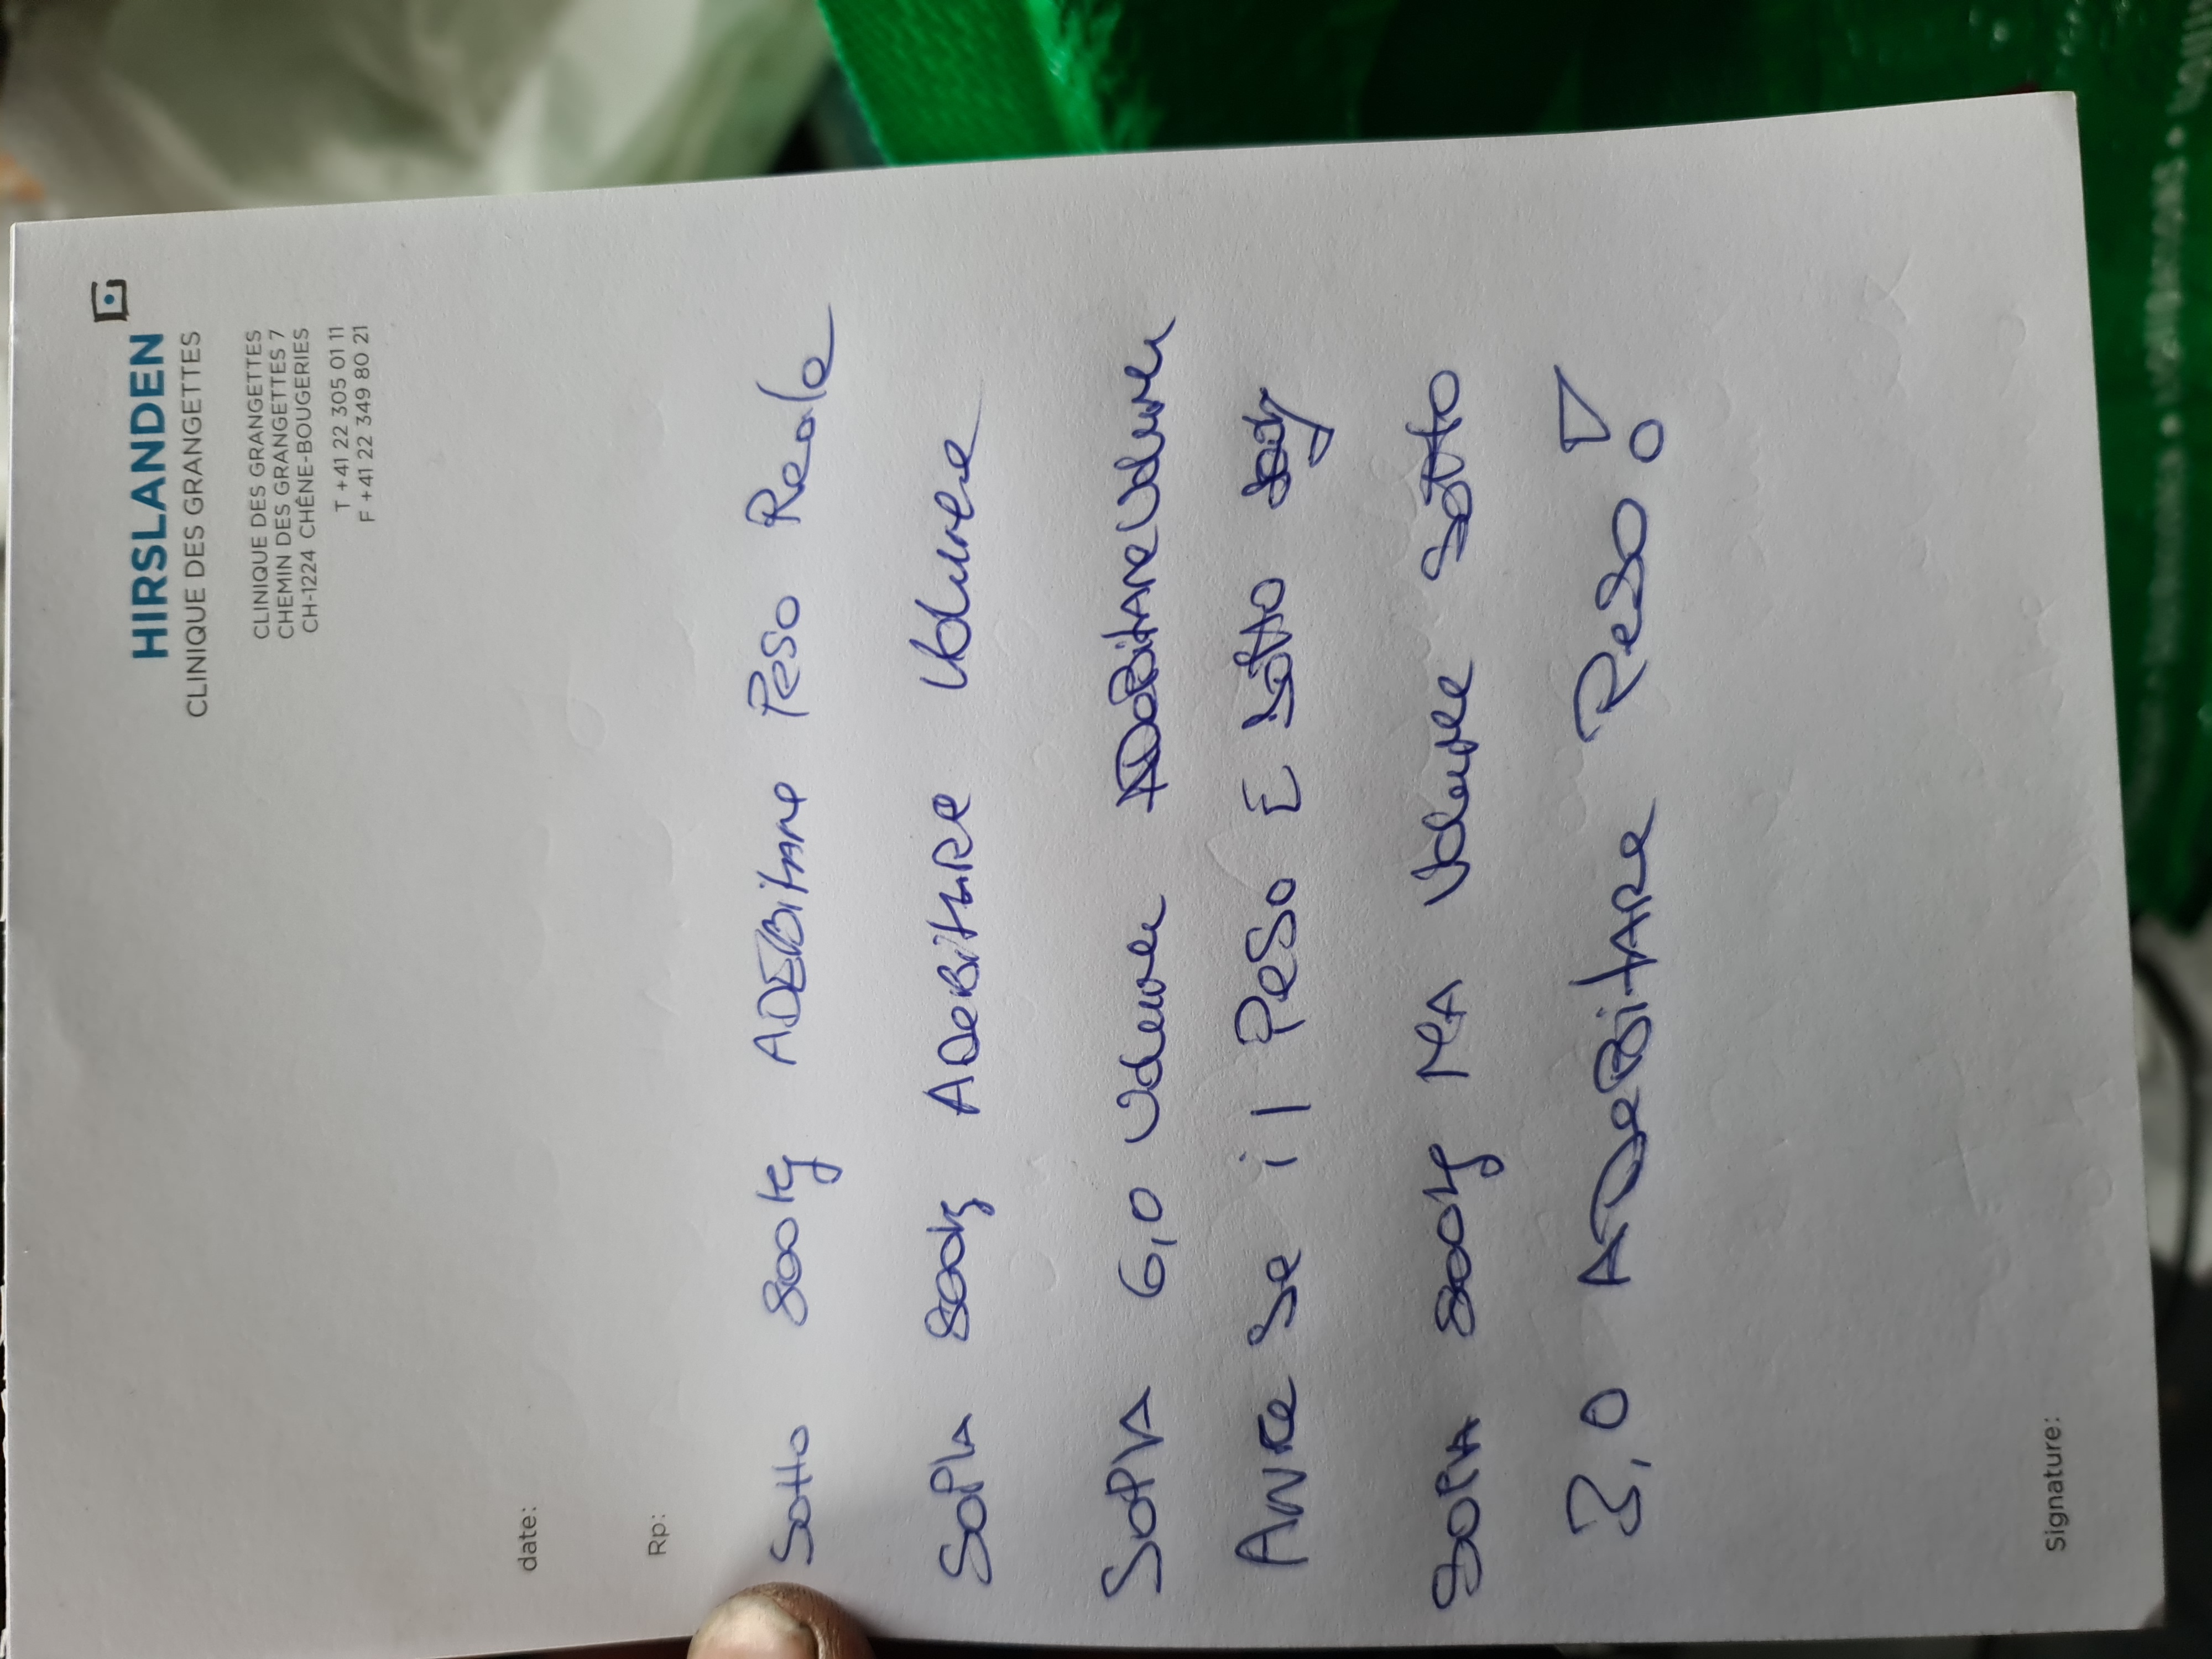 HIRSLANDEN
CLINIQUE DES GRANGETTES
CLINIQUE DES GRANGETTES
CHEMIN DES GRANGETTES 7
CH-1224 CHÊNE-BOUGERIES
T +41 22 305 01 11
F +41 22 349 80 21
date:
Rp:
Sotto 800kg ADEBitare Peso Reale
SoPRA 800kg ADeBitARe Volume
SoPRA 6,0 Volume ADeBitARe Volume
Anche Se il PeSo E Sotto 800kg
SoPRA 800kg MA Volume Sotto
3,0 ADeBitARe PeSo!
Signature: